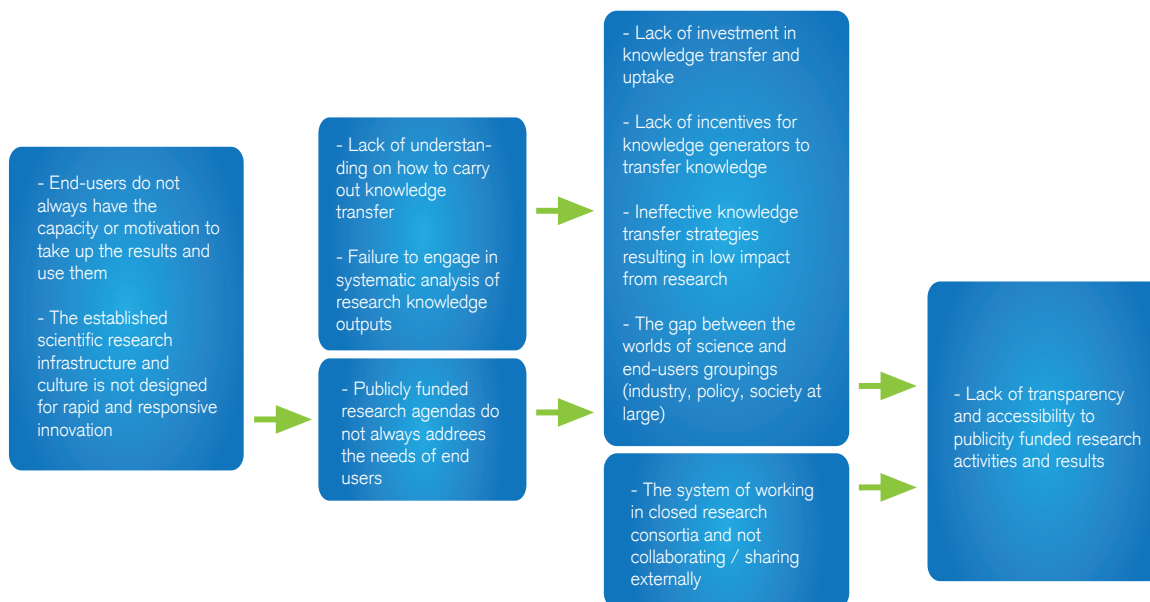 - End-users do not
always have the
capacity or motivation to
take up the results and
use them
- The established
scientific research
infrastructure and
culture is not designed
for rapid and responsive
innovation
- Lack of understan-
ding on how to carry
out knowledge
transfer
- Failure to engage in
systematic analysis of
research knowledge
outputs
- Publicly funded
research agendas do
not always addrees
the needs of end
users
- Lack of investment in
knowledge transfer and
uptake
- Lack of incentives for
knowledge generators to
transfer knowledge
- Ineffective knowledge
transfer strategies
resulting in low impact
from research
- The gap between the
worlds of science and
end-users groupings
(industry, policy, society at
large)
- The system of working
in closed research
consortia and not
collaborating / sharing
externally
- Lack of transparency
and accessibility to
publicity funded research
activities and results